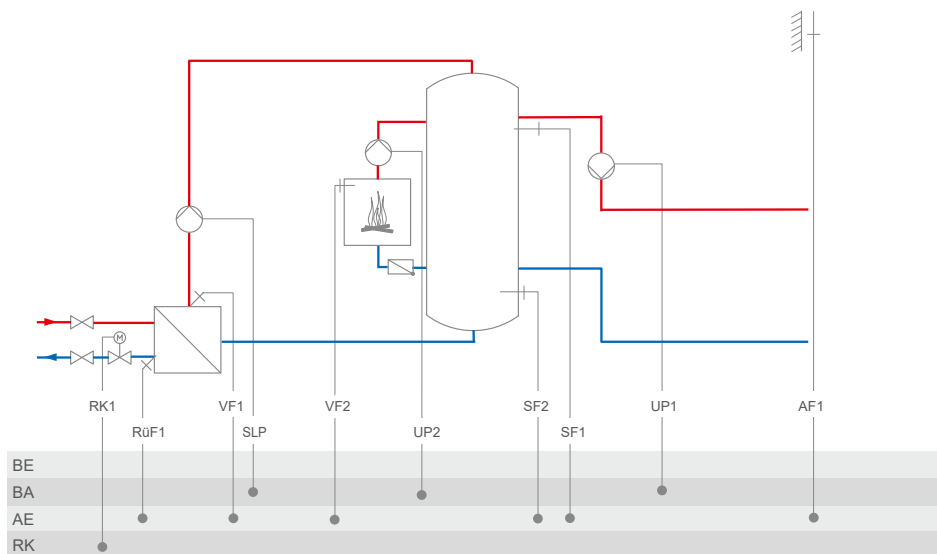 M
RK1 VF1 VF2 SF2 UP1 AF1
RüF1 SLP UP2 SF1
BE
BA
AE
RK